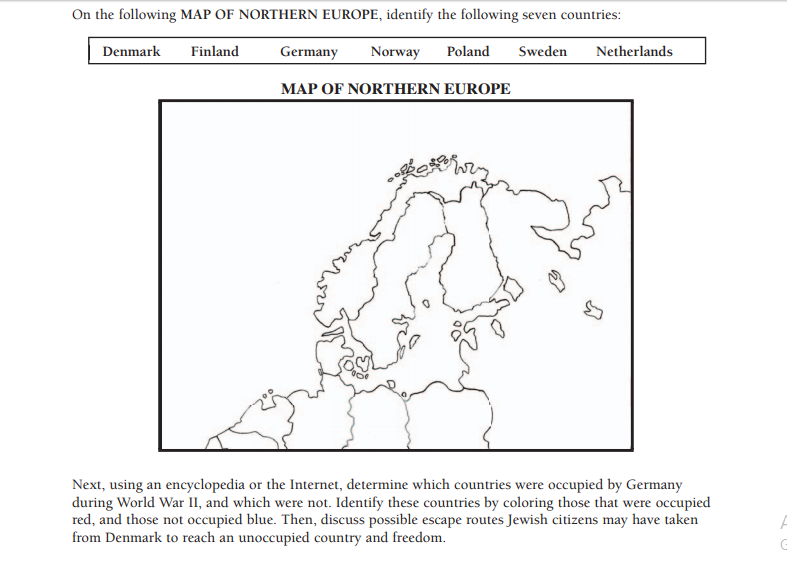 On the following MAP OF NORTHERN EUROPE, identify the following seven countries:
Denmark Finland Germany Norway Poland Sweden Netherlands
MAP OF NORTHERN EUROPE
Next, using an encyclopedia or the Internet, determine which countries were occupied by Germany
during World War II, and which were not. Identify these countries by coloring those that were occupied
red, and those not occupied blue. Then, discuss possible escape routes Jewish citizens may have taken
from Denmark to reach an unoccupied country and freedom.